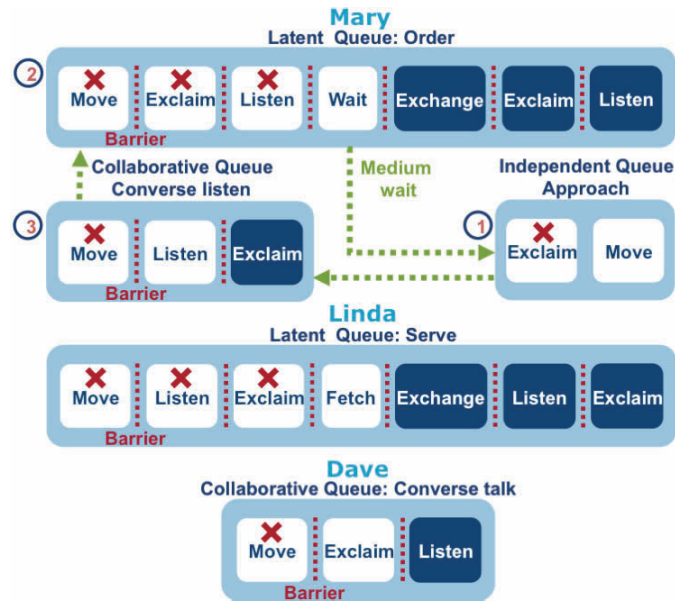 Mary
Latent Queue: Order
2
Move Exclaim Listen Wait Exchange Exclaim Listen
Barrier
Collaborative Queue
Converse listen
Medium
wait
Independent Queue
Approach
3
Move Listen Exclaim
Barrier
1
Exclaim Move
Linda
Latent Queue: Serve
Move Listen Exclaim Fetch Exchange Listen Exclaim
Barrier
Dave
Collaborative Queue: Converse talk
Move Exclaim Listen
Barrier